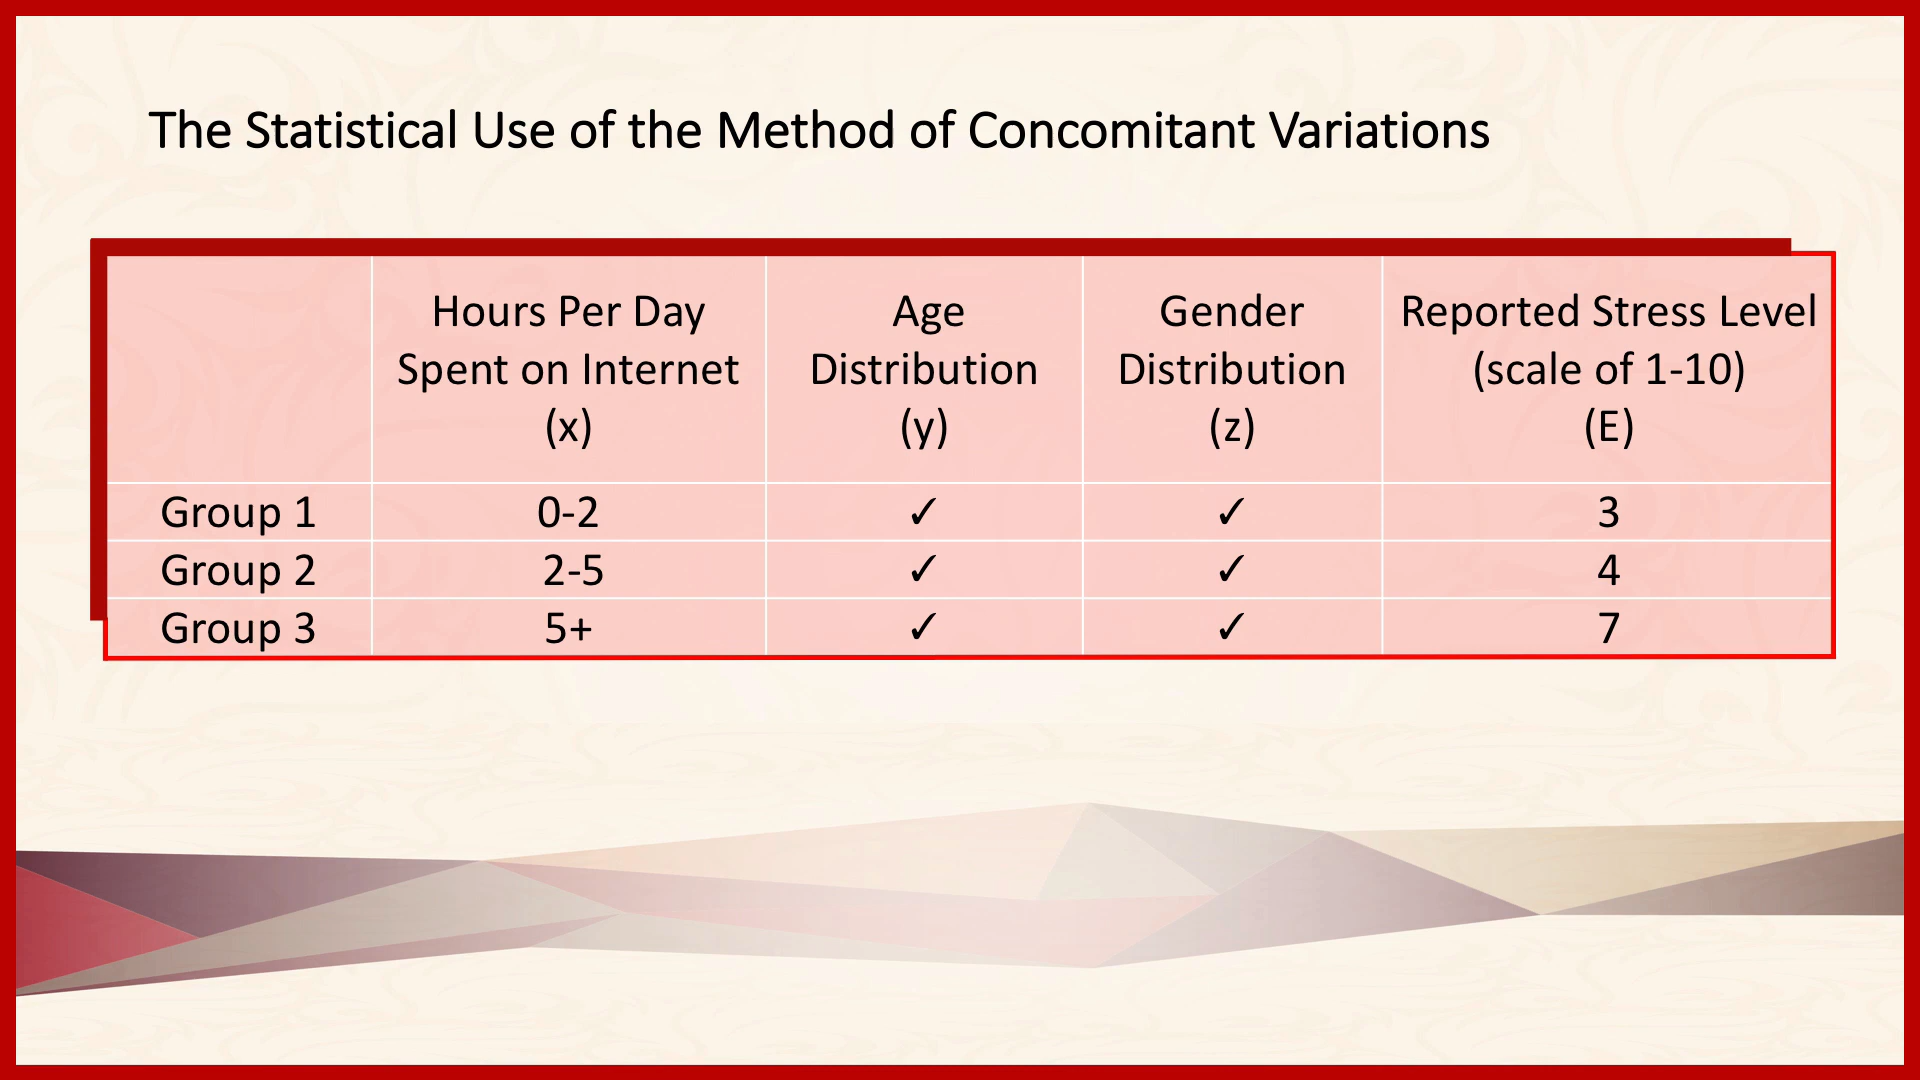 The Statistical Use of the Method of Concomitant Variations
Hours Per Day
Spent on Internet
(x)
Age
Distribution
(y)
Gender
Distribution
(z)
Reported Stress Level
(scale of 1-10)
(E)
Group 1 0-2 ✓ ✓ 3
Group 2 2-5 ✓ ✓ 4
Group 3 5+ ✓ ✓ 7